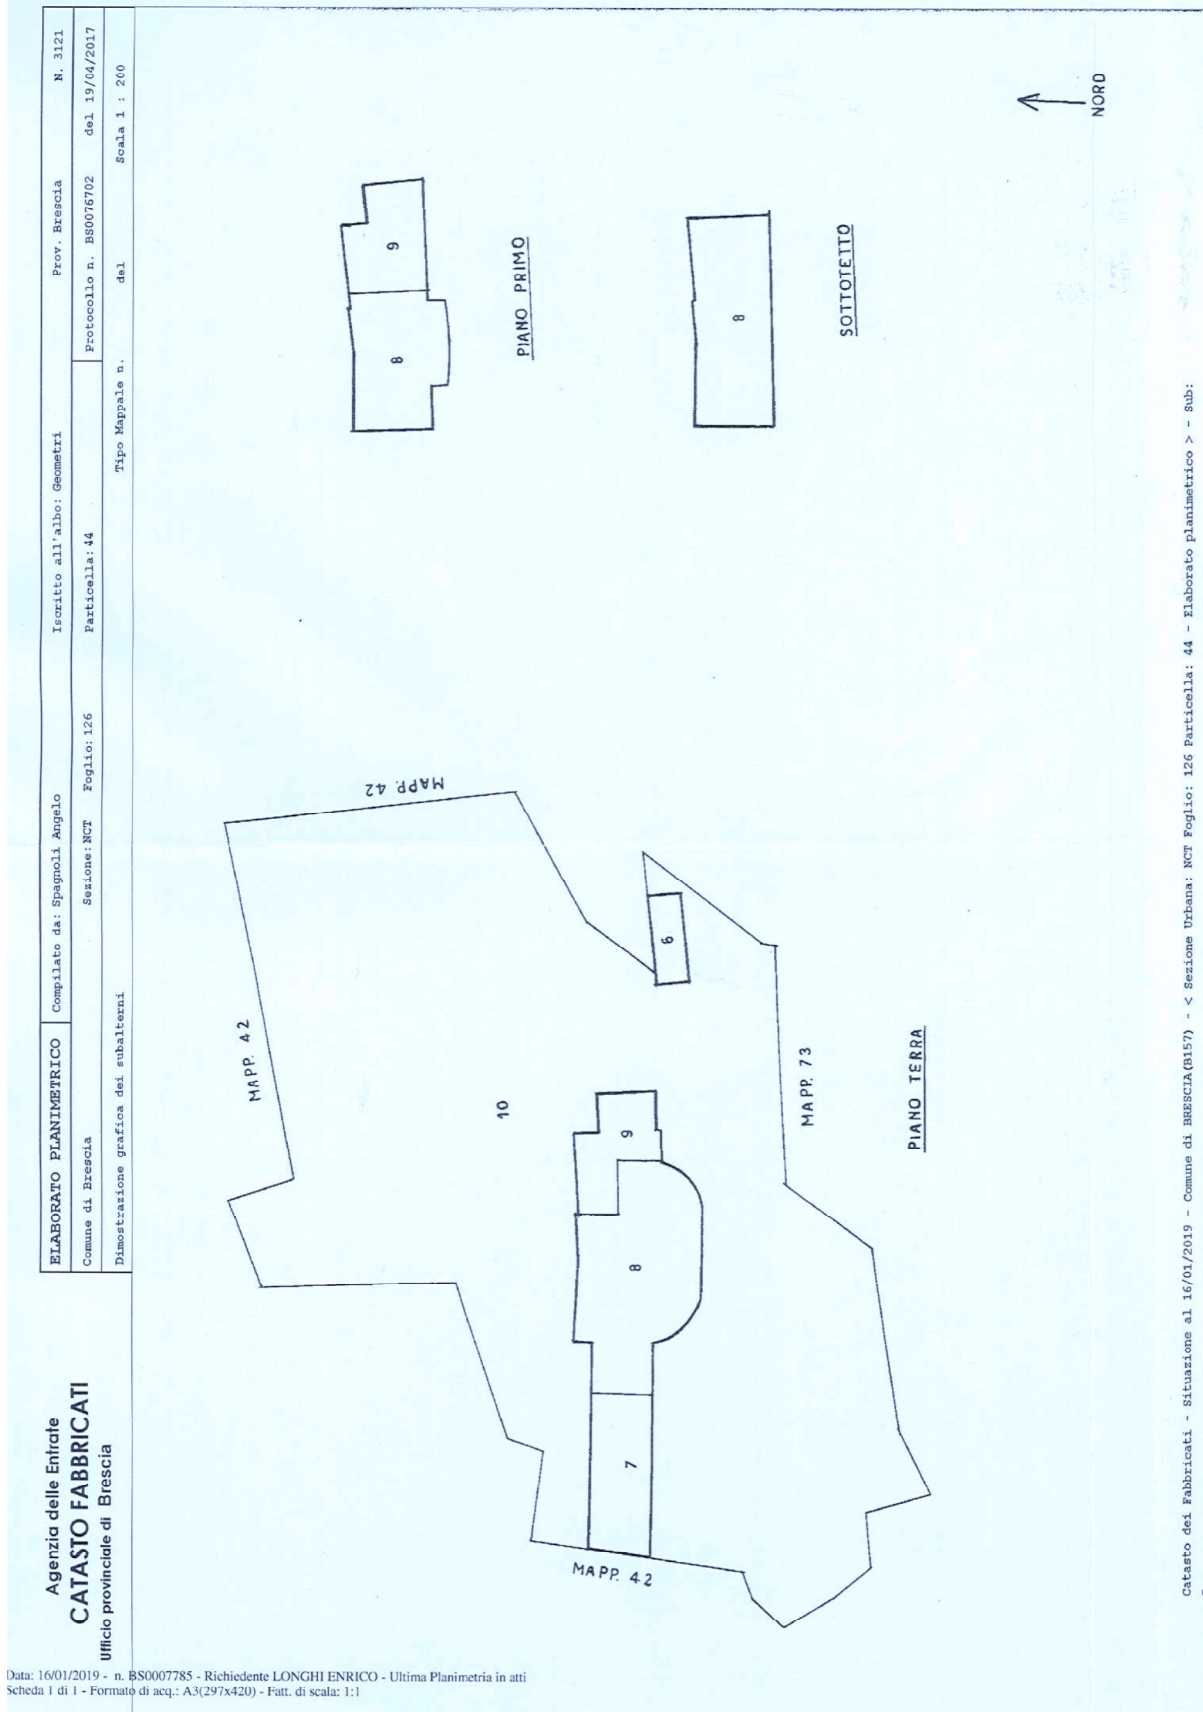 Agenzia delle Entrate
CATASTO FABBRICATI
Ufficio provinciale di Brescia
ELABORATO PLANIMETRICO
Compilato da: Spagnoli Angelo
Iscritto all'albo: Geometri
Prov. Brescia
N. 3121
Comune di Brescia
Sezione: NCT
Foglio: 126
Particella: 44
Protocollo n. BS0076702
del 19/04/2017
Dimostrazione grafica dei subalterni
Tipo Mappale n.
del
Scala 1 : 200
MAPP. 42
MAPP. 42
10
9
8
7
6
MAPP. 42
MAPP. 73
PIANO TERRA
9
8
PIANO PRIMO
8
SOTTOTETTO
NORD
Catasto dei Fabbricati - Situazione al 16/01/2019 - Comune di BRESCIA(B157) - < Sezione Urbana: NCT Foglio: 126 Particella: 44 - Elaborato planimetrico > - Sub:
Data: 16/01/2019 - n. BS0007785 - Richiedente LONGHI ENRICO - Ultima Planimetria in atti
Scheda 1 di 1 - Formato di acq.: A3(297x420) - Fatt. di scala: 1:1